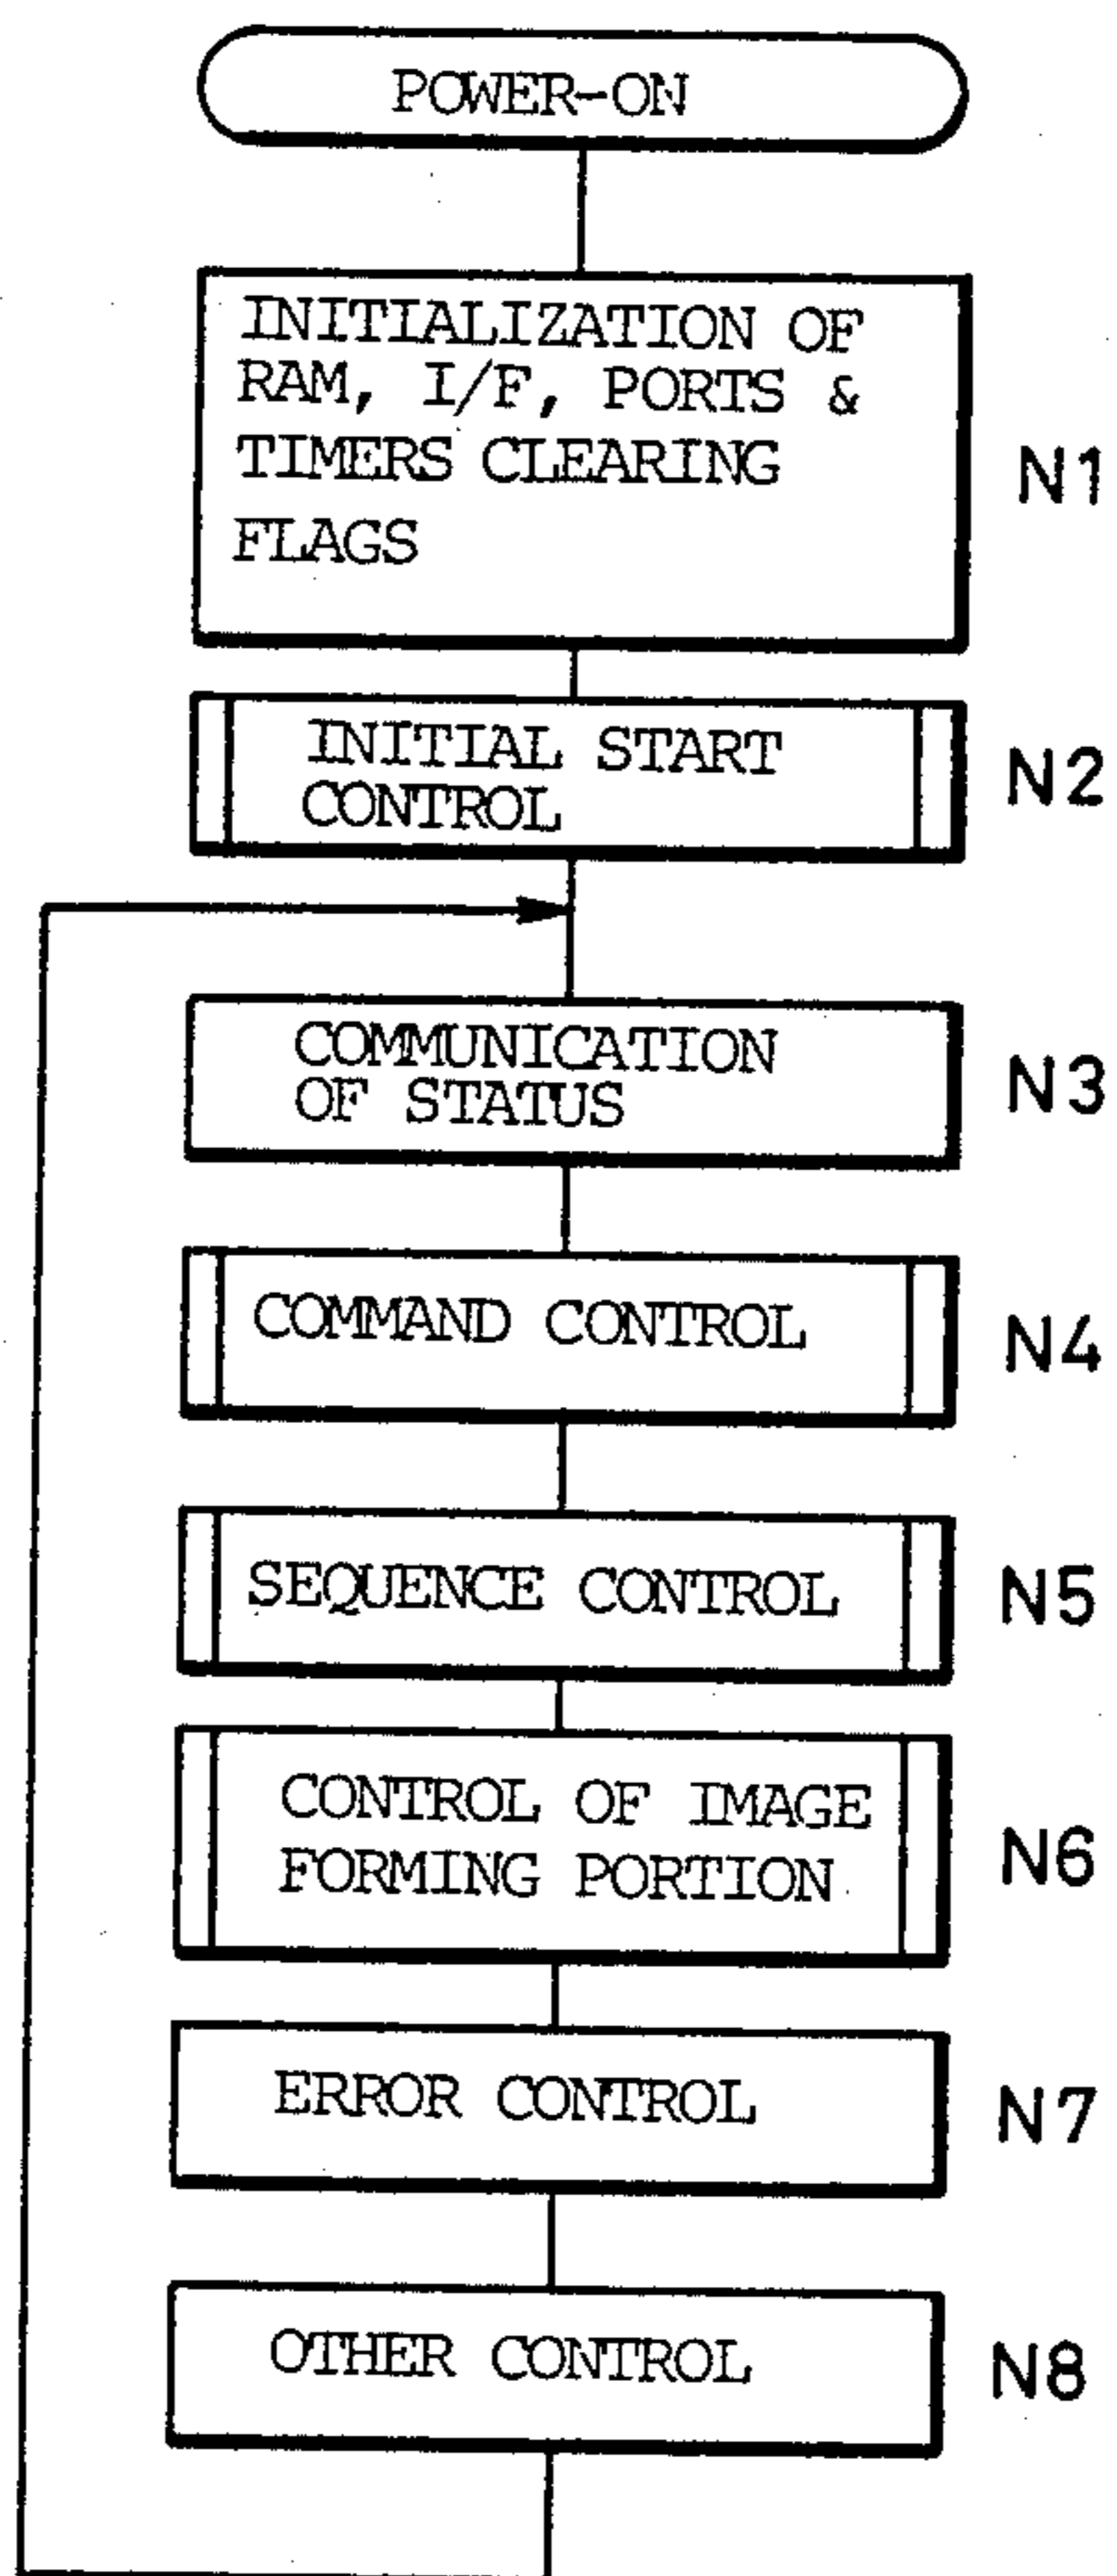 POWER-ON
INITIALIZATION OF
RAM, I/F, PORTS &
TIMERS CLEARING
FLAGS
N1
INITIAL START
CONTROL
N2
COMMUNICATION
OF STATUS
N3
COMMAND CONTROL
N4
SEQUENCE CONTROL
N5
CONTROL OF IMAGE
FORMING PORTION
N6
ERROR CONTROL
N7
OTHER CONTROL
N8